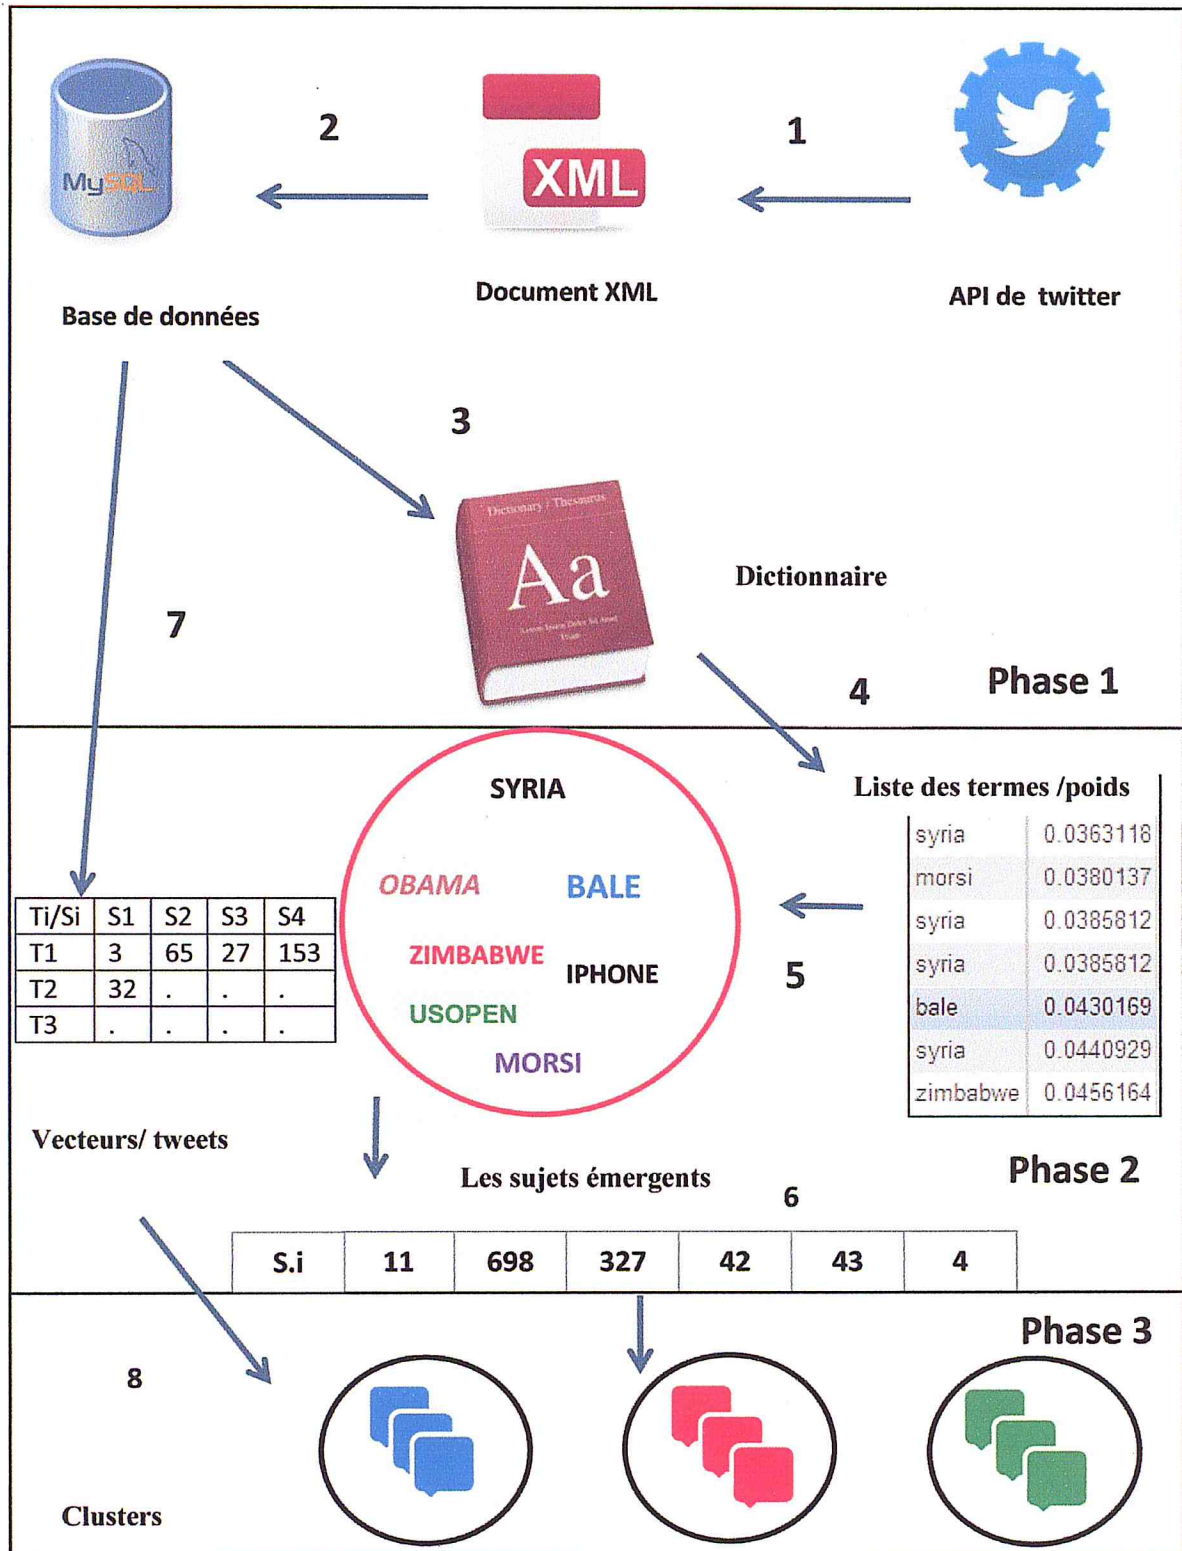 2
1
MySQL
XML
Document XML
API de twitter
Base de données
3
Dictionary / Thesaurus
Aa
Dictionnaire
7
4
Phase 1
SYRIA
Liste des termes /poids
syria 0.0363118
morsi 0.0380137
syria 0.0385812
syria 0.0385812
bale 0.0430169
syria 0.0440929
zimbabwe 0.0456164
OBAMA
BALE
ZIMBABWE
IPHONE
USOPEN
MORSI
5
Ti/Si S1 S2 S3 S4
T1 3 65 27 153
T2 32 . . .
T3 . . . .
Vecteurs/ tweets
Les sujets émergents
Phase 2
6
S.i 11 698 327 42 43 4
Phase 3
8
Clusters